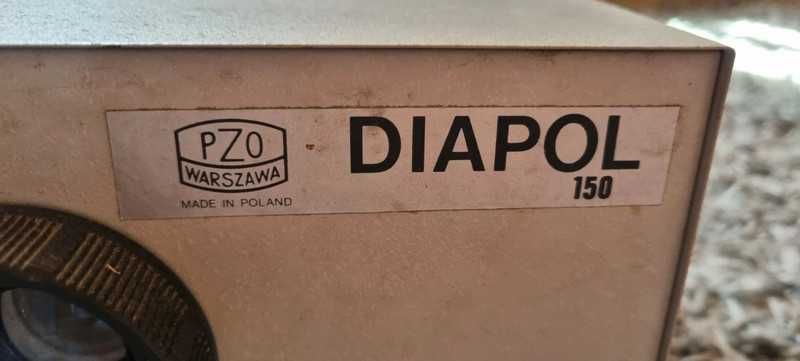 PZO
WARSZAWA
MADE IN POLAND
DIAPOL
150